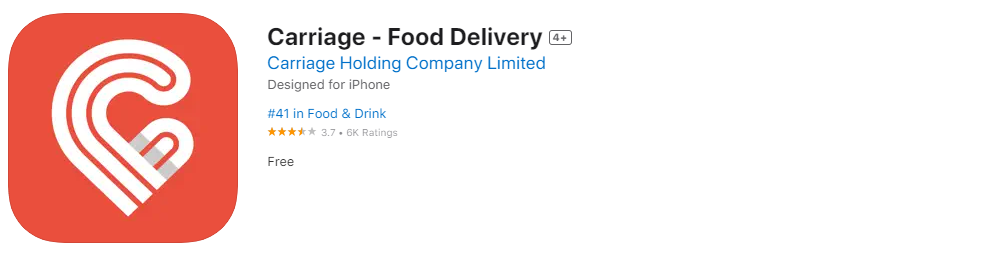 Carriage - Food Delivery 4+
Carriage Holding Company Limited
Designed for iPhone
#41 in Food & Drink
3.7 • 6K Ratings
Free